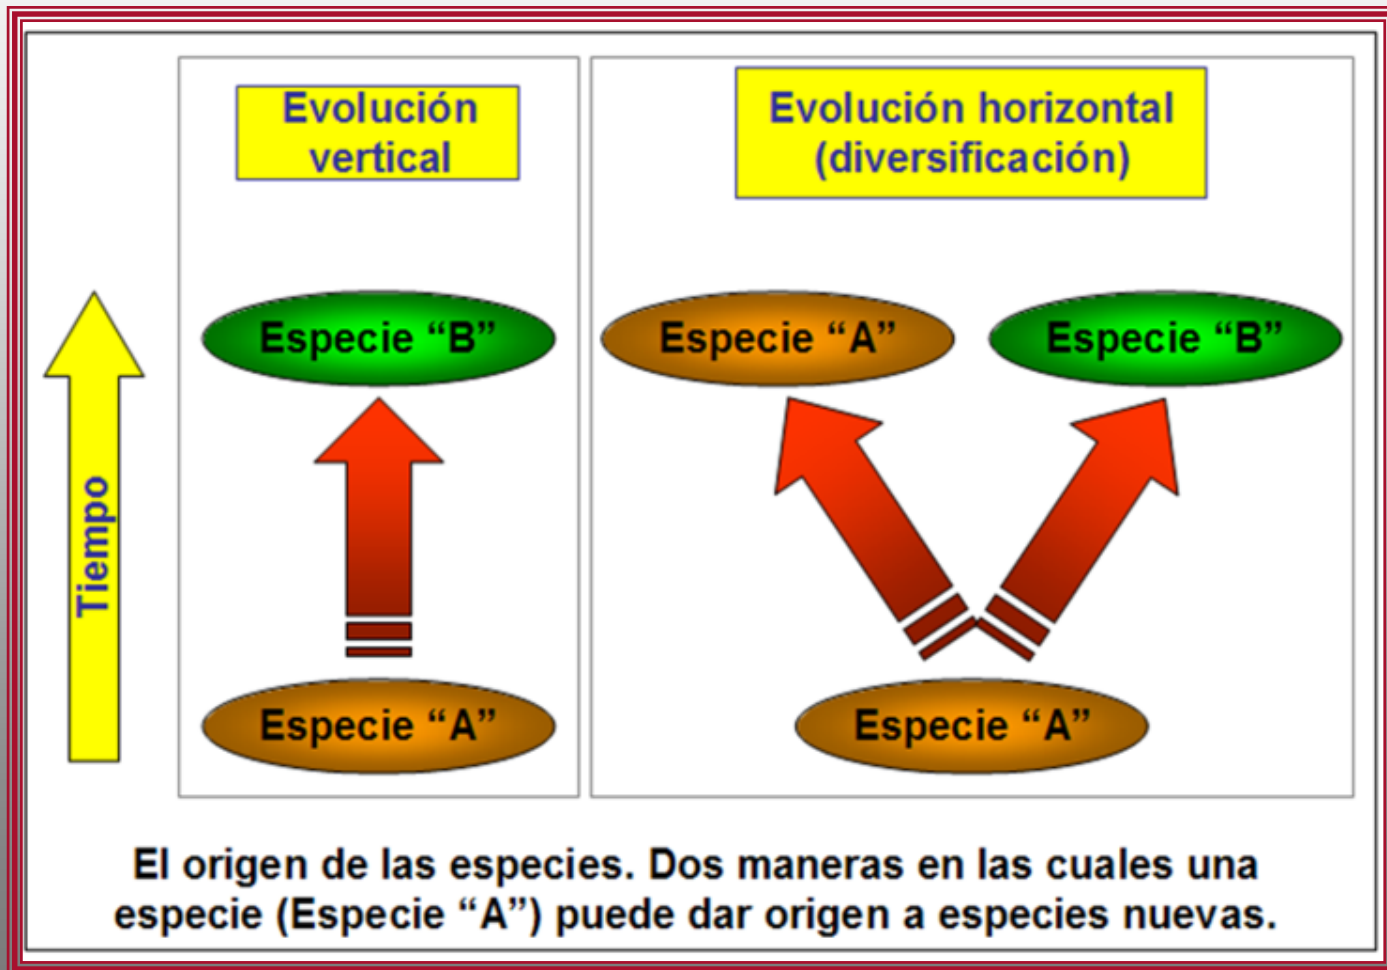 Evolución
vertical
Evolución horizontal
(diversificación)
Tiempo
Especie “B”
Especie “A”
Especie “A”
Especie “B”
Especie “A”
El origen de las especies. Dos maneras en las cuales una
especie (Especie “A”) puede dar origen a especies nuevas.